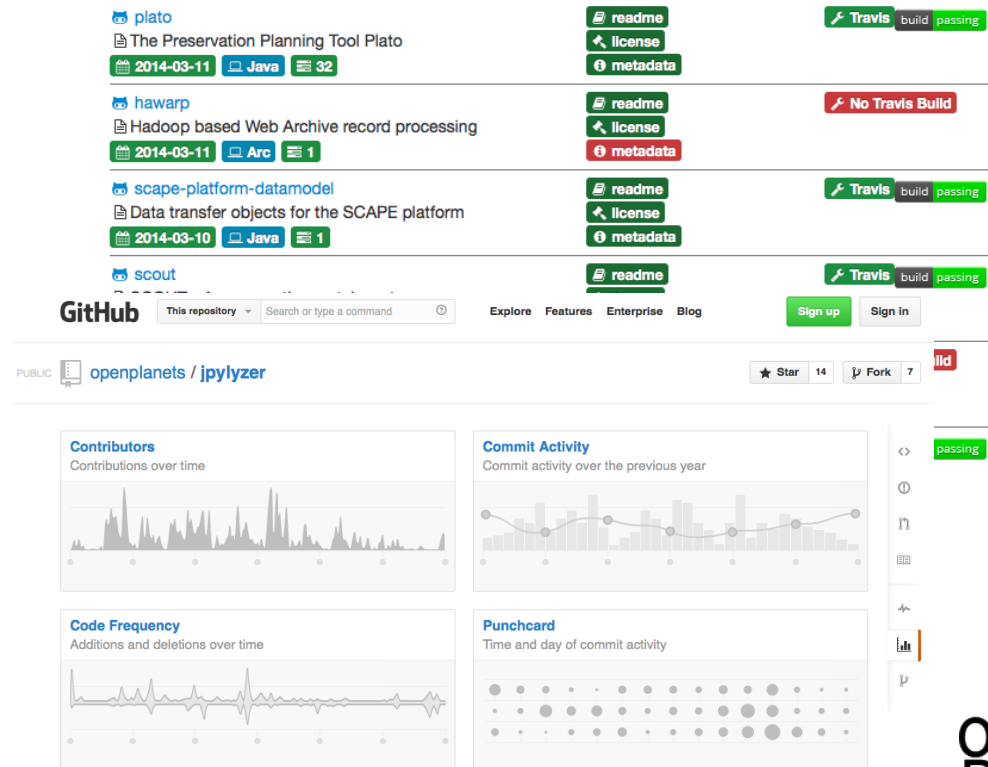 plato
readme
Travis build passing
The Preservation Planning Tool Plato
license
2014-03-11 Java 32
metadata
hawarp
readme
No Travis Build
Hadoop based Web Archive record processing
license
2014-03-11 Arc 1
metadata
scape-platform-datamodel
readme
Travis build passing
Data transfer objects for the SCAPE platform
license
2014-03-10 Java 1
metadata
scout
readme
Travis build passing
GitHub This repository Search or type a command Explore Features Enterprise Blog Sign up Sign in
PUBLIC openplanets / jpylyzer Star 14 Fork 7
passing
Contributors
Contributions over time
Commit Activity
Commit activity over the previous year
Code Frequency
Additions and deletions over time
Punchcard
Time and day of commit activity